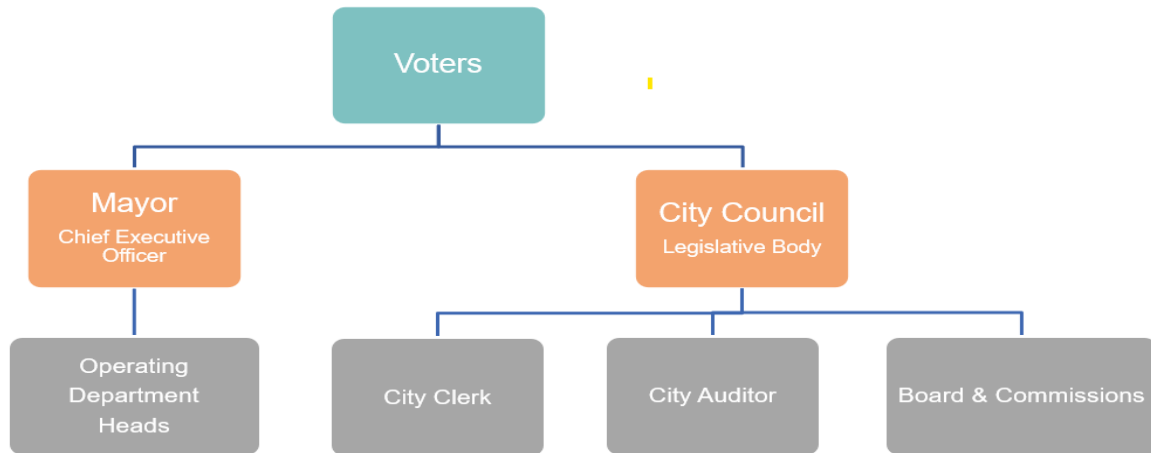 Voters
Mayor
Chief Executive
Officer
City Council
Legislative Body
Operating
Department
Heads
City Clerk
City Auditor
Board & Commissions